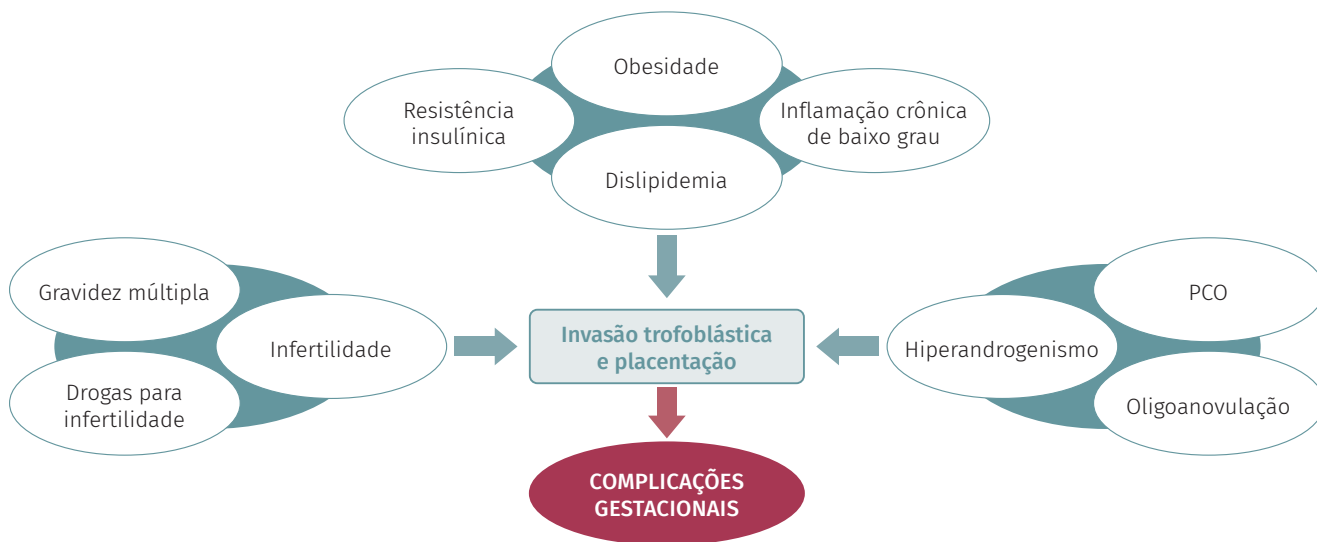 Obesidade
Resistência
insulínica
Inflamação crônica
de baixo grau
Dislipidemia
Gravidez múltipla
Infertilidade
Drogas para
infertilidade
Invasão trofoblástica
e placentação
PCO
Hiperandrogenismo
Oligoanovulação
COMPLICAÇÕES
GESTACIONAIS